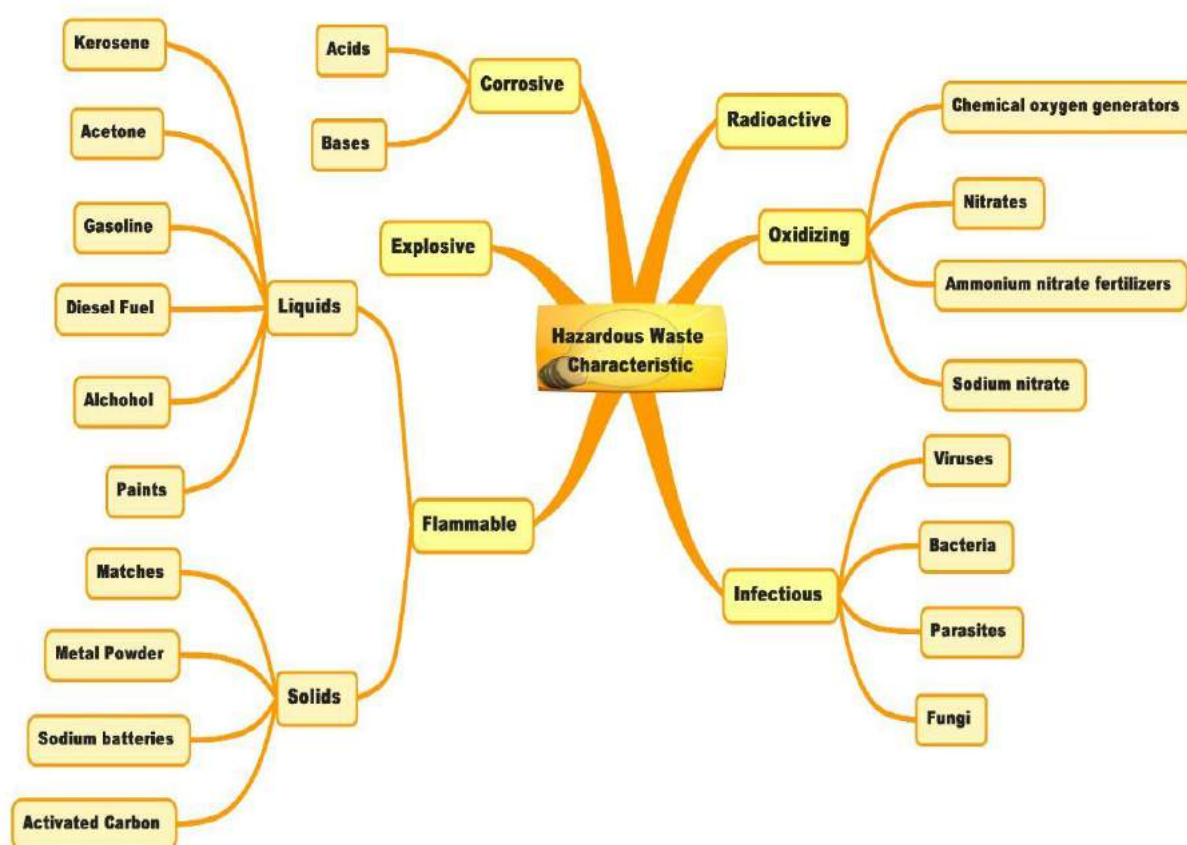 Hazardous Waste
Characteristic
Corrosive
Acids
Bases
Radioactive
Oxidizing
Chemical oxygen generators
Nitrates
Ammonium nitrate fertilizers
Sodium nitrate
Explosive
Flammable
Liquids
Kerosene
Acetone
Gasoline
Diesel Fuel
Alchohol
Paints
Solids
Matches
Metal Powder
Sodium batteries
Activated Carbon
Infectious
Viruses
Bacteria
Parasites
Fungi